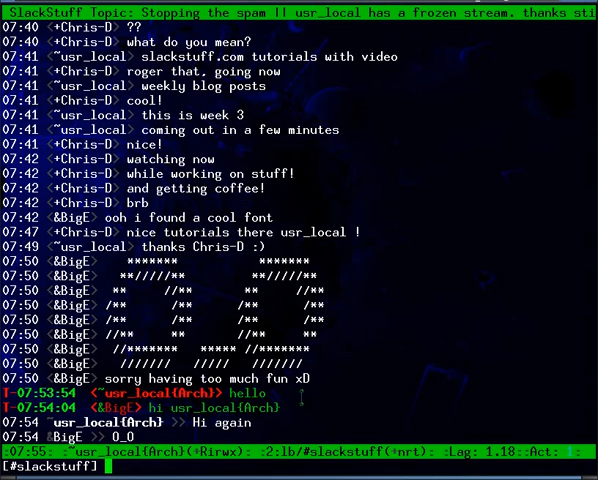 SlackStuff Topic: Stopping the spam || usr_local has a frozen stream. thanks sti
07:40 <+Chris-D> ??
07:40 <+Chris-D> what do you mean?
07:41 <~usr_local> slackstuff.com tutorials with video
07:41 <+Chris-D> roger that, going now
07:41 <~usr_local> weekly blog posts
07:41 <+Chris-D> cool!
07:41 <~usr_local> this is week 3
07:41 <~usr_local> coming out in a few minutes
07:41 <+Chris-D> nice!
07:42 <+Chris-D> watching now
07:42 <+Chris-D> while working on stuff!
07:42 <+Chris-D> and getting coffee!
07:42 <+Chris-D> brb
07:42 <&BigE> ooh i found a cool font
07:47 <+Chris-D> nice tutorials there usr_local !
07:49 <~usr_local> thanks Chris-D :)
07:50 <&BigE>    *******            *******
07:50 <&BigE>   **/////**          **/////**
07:50 <&BigE>  **     //**        **     //**
07:50 <&BigE> /**      /**       /**      /**
07:50 <&BigE> /**      /**       /**      /**
07:50 <&BigE> //**     **        //**     **
07:50 <&BigE>  //*******  ***** //*******
07:50 <&BigE>   ///////  /////   ///////
07:50 <&BigE> sorry having too much fun xD
T-07:53:54 <~usr_local{Arch}> hello
T-07:54:04 <&BigE> hi usr_local{Arch}
07:54 ~usr_local{Arch} >> Hi again
07:54 &BigE >> O_O
:07:55: :~usr_local{Arch}(+Rirwx): :2:lb/#slackstuff(+nrt): :Lag: 1.18::Act: :
[#slackstuff]